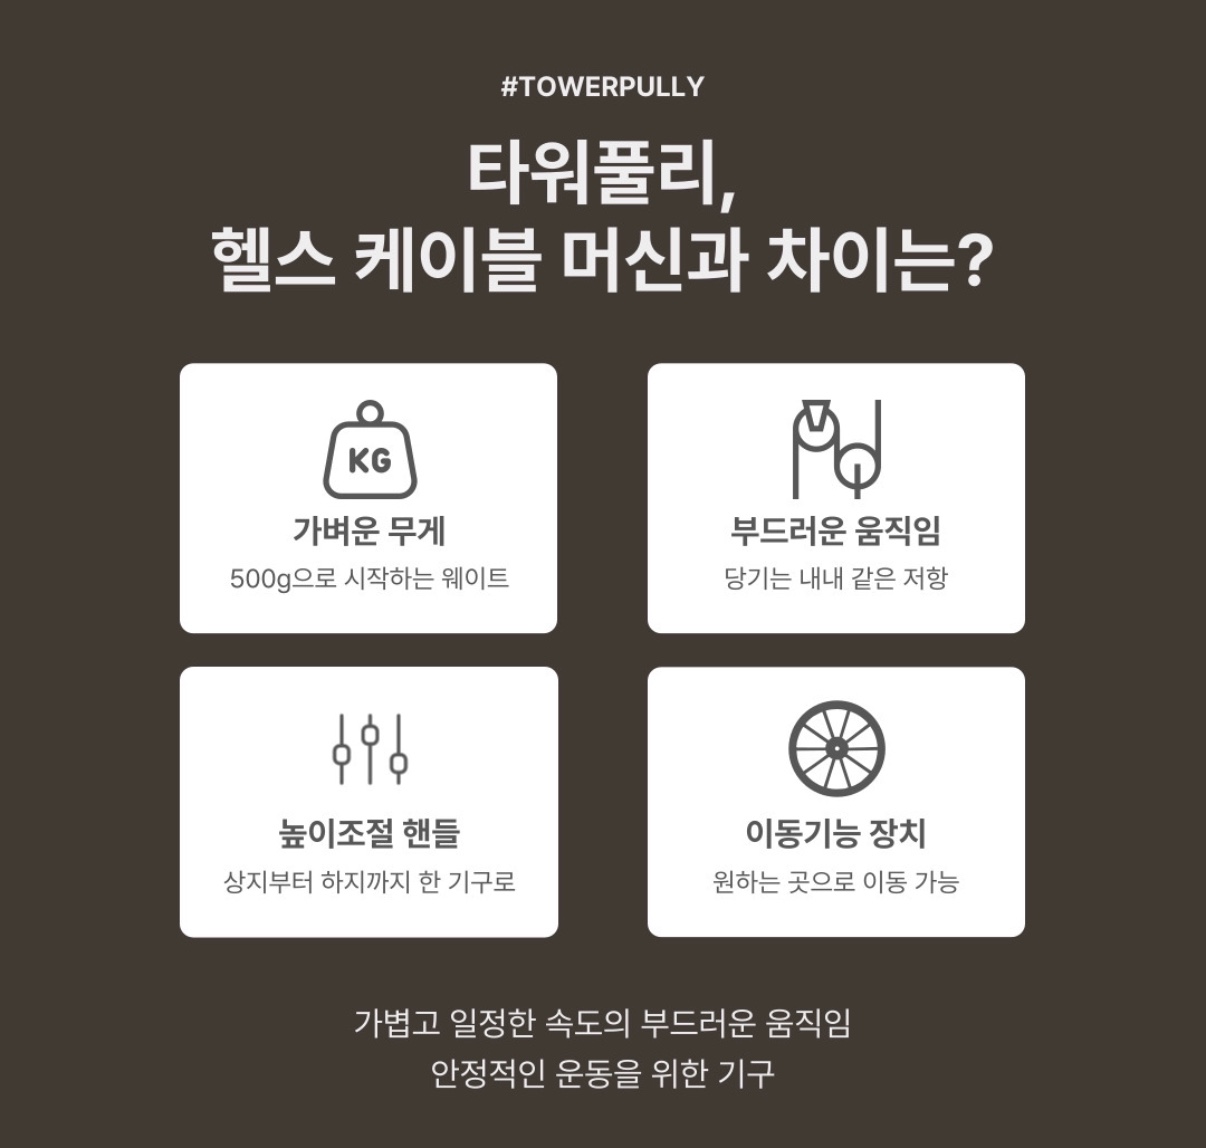 #TOWERPULLY
타워풀리,
헬스 케이블 머신과 차이는?
KG
가벼운 무게
500g으로 시작하는 웨이트
부드러운 움직임
당기는 내내 같은 저항
높이조절 핸들
상지부터 하지까지 한 기구로
이동기능 장치
원하는 곳으로 이동 가능
가볍고 일정한 속도의 부드러운 움직임
안정적인 운동을 위한 기구